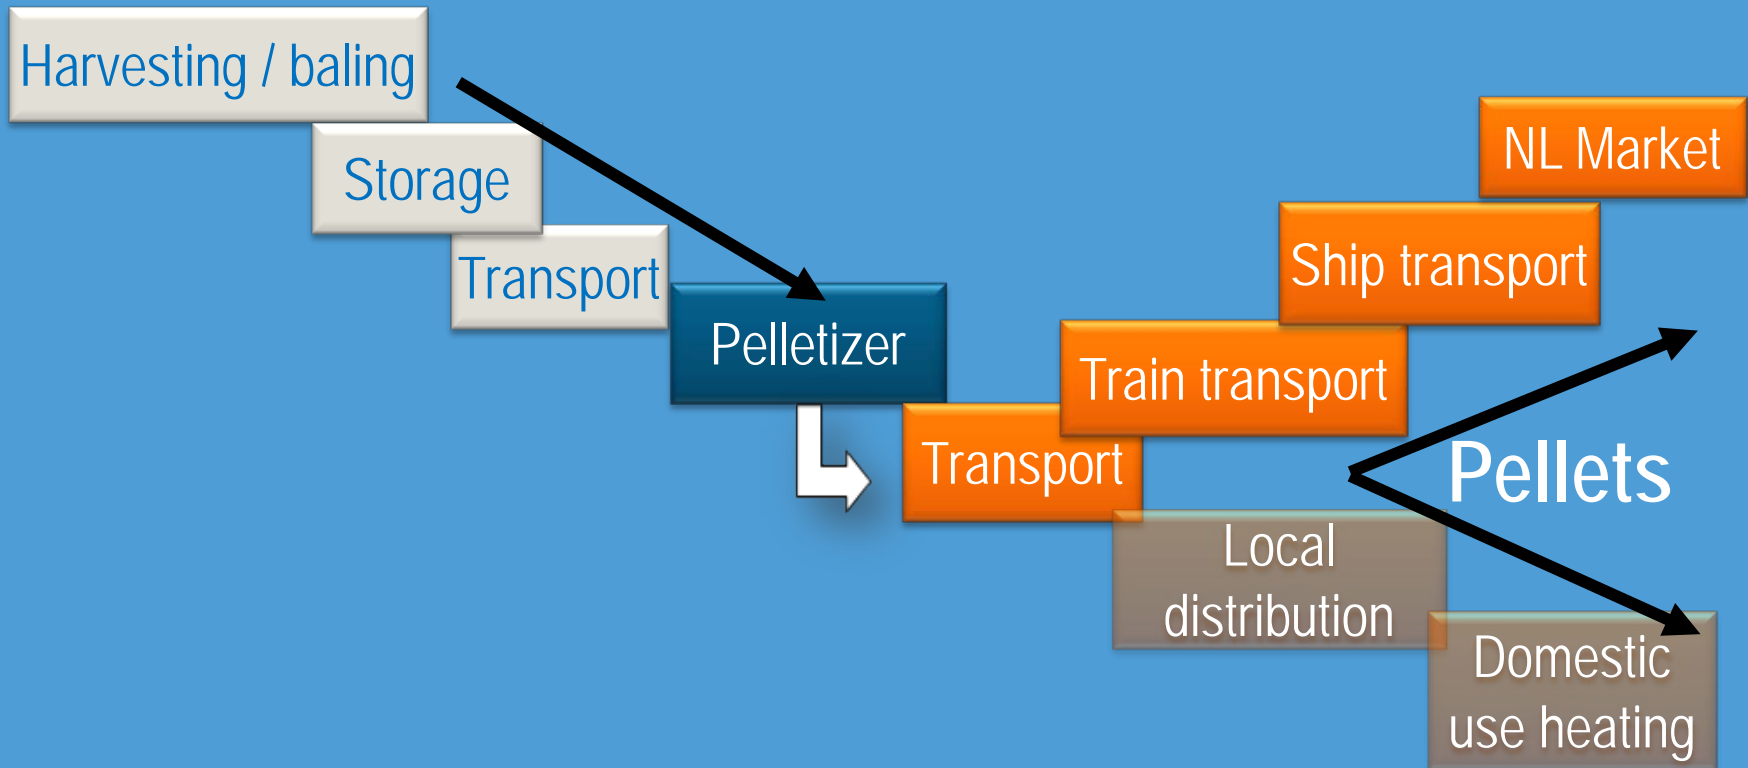 Harvesting / baling
Storage
Transport
Pelletizer
Transport
Train transport
Ship transport
NL Market
Pellets
Local
distribution
Domestic
use heating